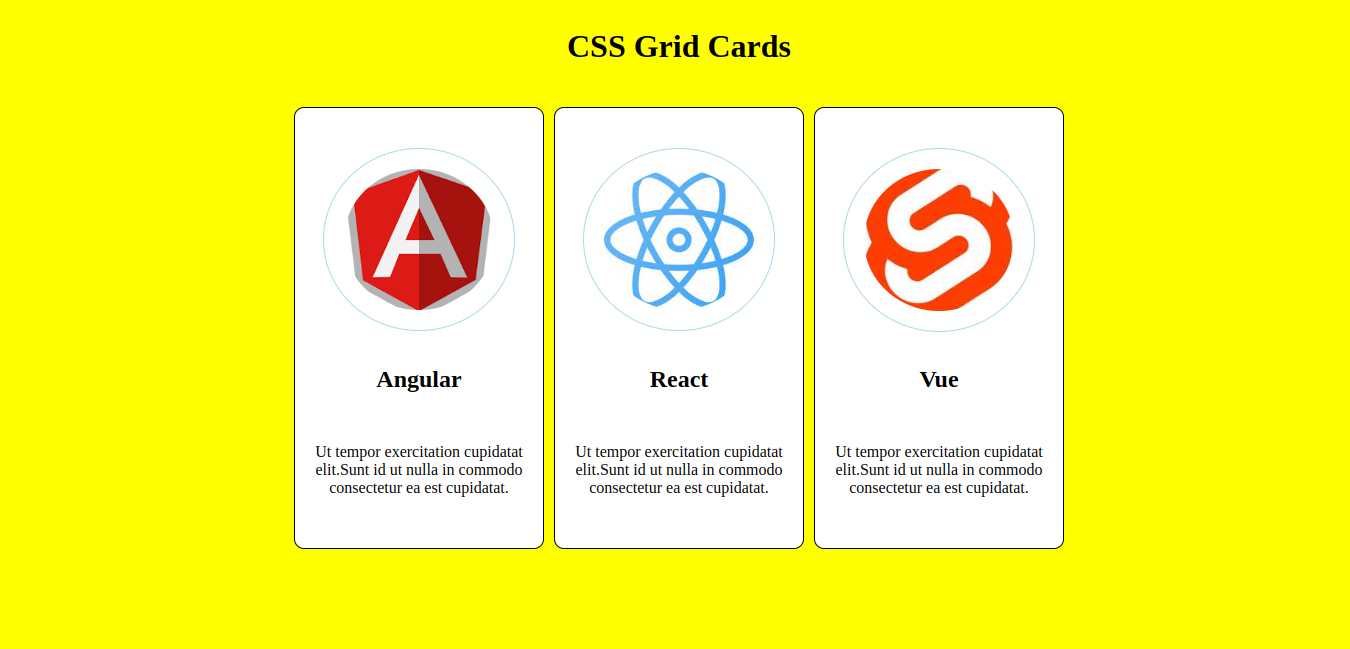 CSS Grid Cards
Angular
Ut tempor exercitation cupidatat
elit.Sunt id ut nulla in commodo
consectetur ea est cupidatat.
React
Ut tempor exercitation cupidatat
elit.Sunt id ut nulla in commodo
consectetur ea est cupidatat.
Vue
Ut tempor exercitation cupidatat
elit.Sunt id ut nulla in commodo
consectetur ea est cupidatat.